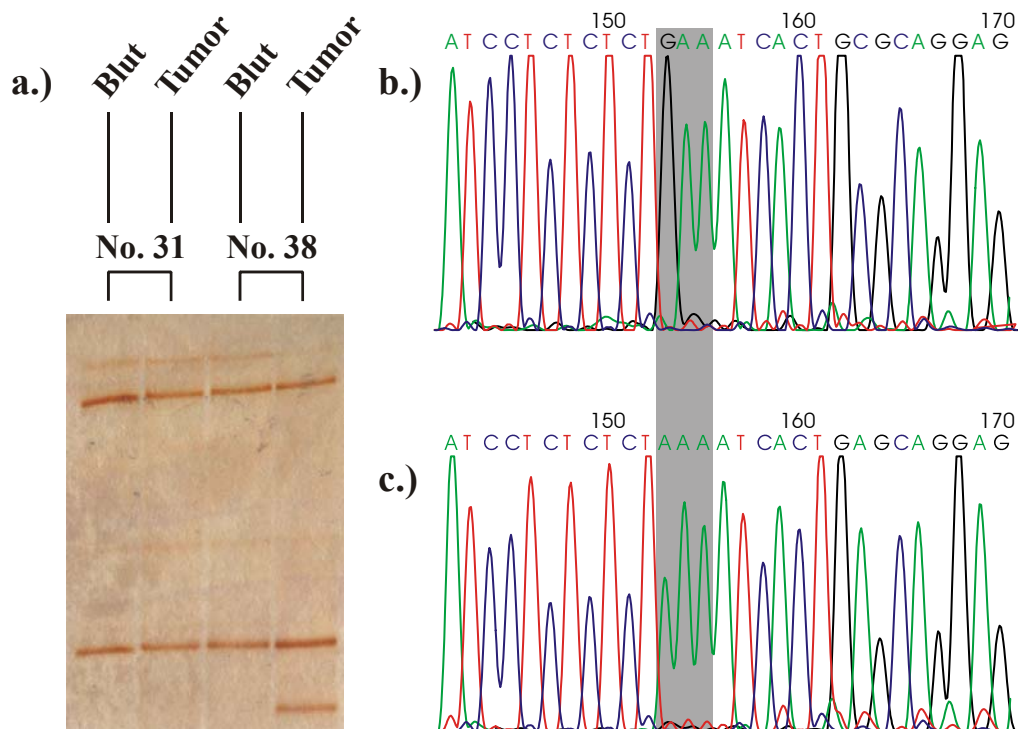 a.)
Blut Tumor Blut Tumor
No. 31 No. 38
b.)
150 160 170
A T C C T C T C T C T G A A A T C A C T G C G C A G G A G
c.)
150 160 170
A T C C T C T C T C T A A A A T C A C T G A G C A G G A G